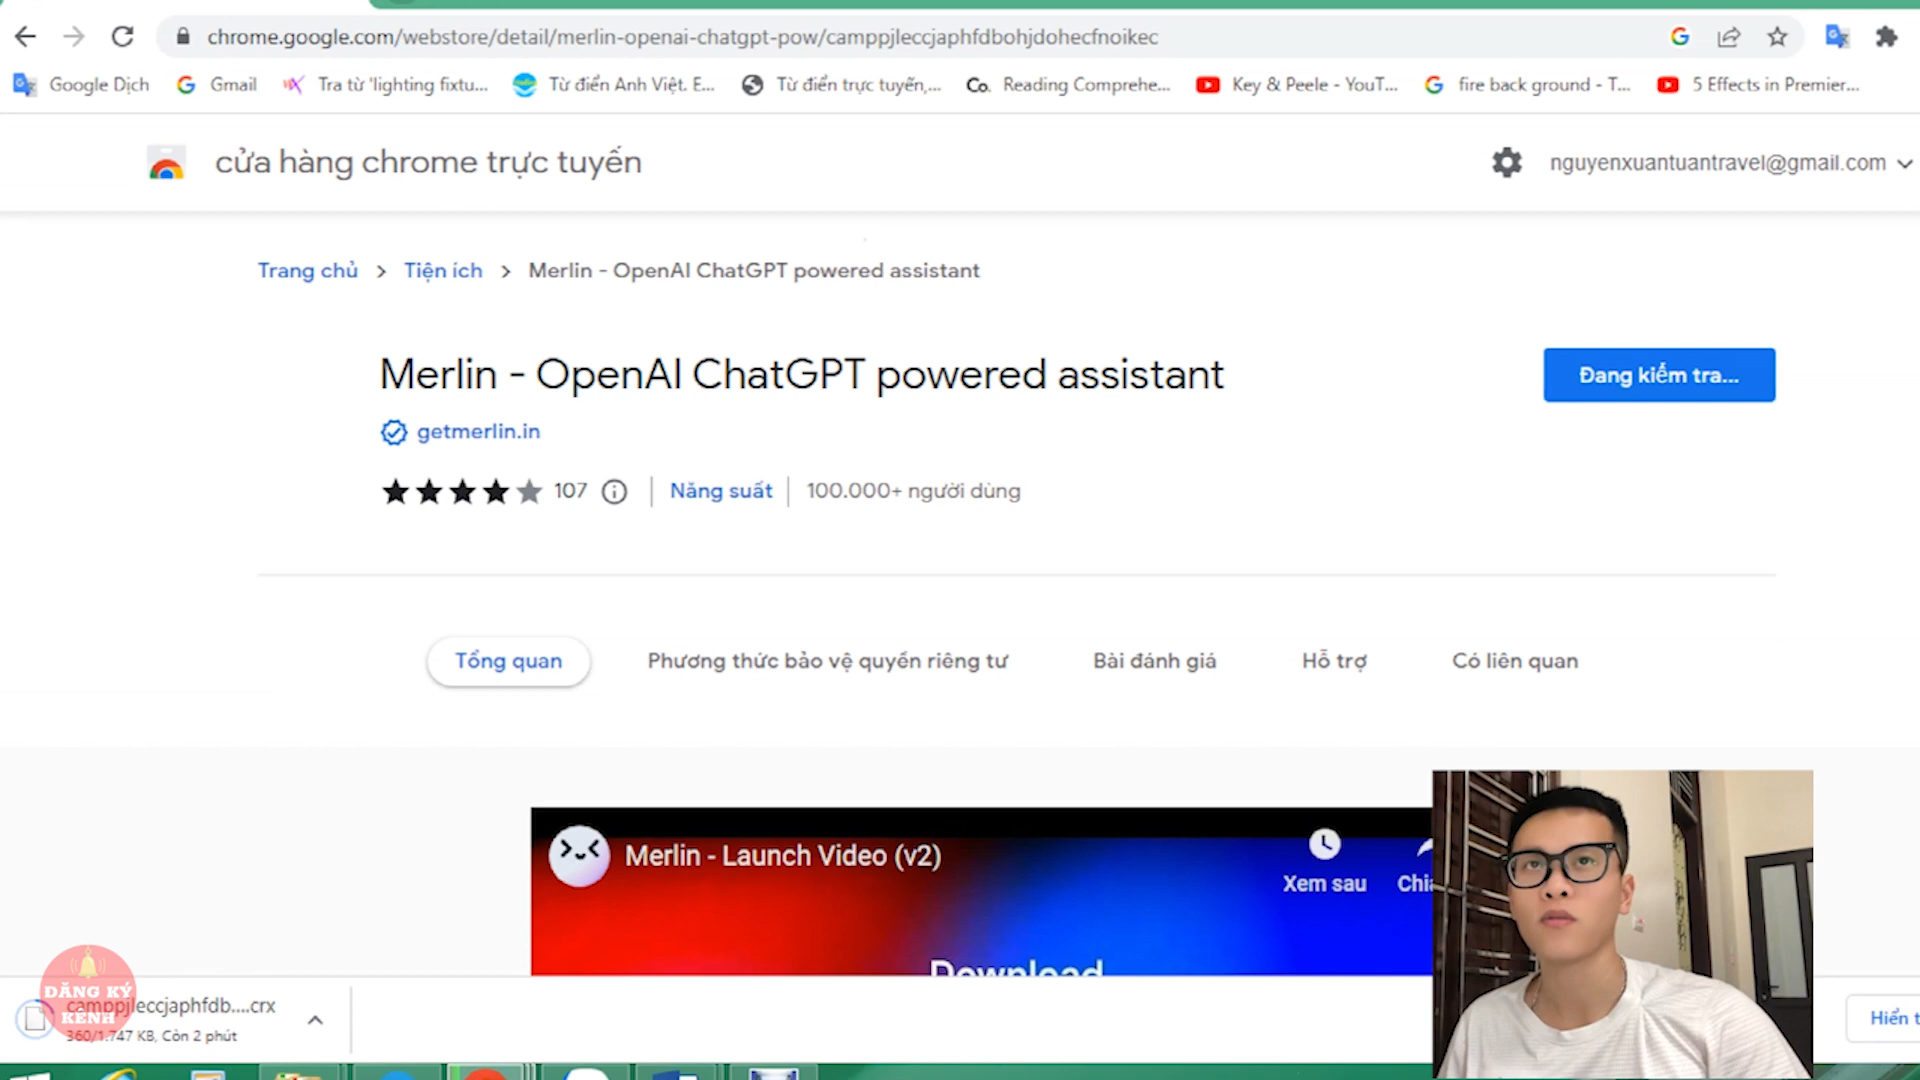 chrome.google.com/webstore/detail/merlin-openai-chatgpt-pow/camppjleccjaphfdbohjdohecfnoikec
Google Dịch
Gmail
Tra từ 'lighting fixtu...
Từ điển Anh Việt. E...
Từ điển trực tuyến,...
Co. Reading Comprehe...
Key & Peele - YouT...
fire back ground - T...
5 Effects in Premier...
cửa hàng chrome trực tuyến
nguyenxuantuantravel@gmail.com
Trang chủ > Tiện ích > Merlin - OpenAI ChatGPT powered assistant
Merlin - OpenAI ChatGPT powered assistant
Đang kiểm tra...
getmerlin.in
107
Năng suất
100.000+ người dùng
Tổng quan
Phương thức bảo vệ quyền riêng tư
Bài đánh giá
Hỗ trợ
Có liên quan
Merlin - Launch Video (v2)
Xem sau
Chia
Download
ĐĂNG KÝ
KÊNH
camppjleccjaphfdb....crx
360/1.747 KB, Còn 2 phút
Hiển t